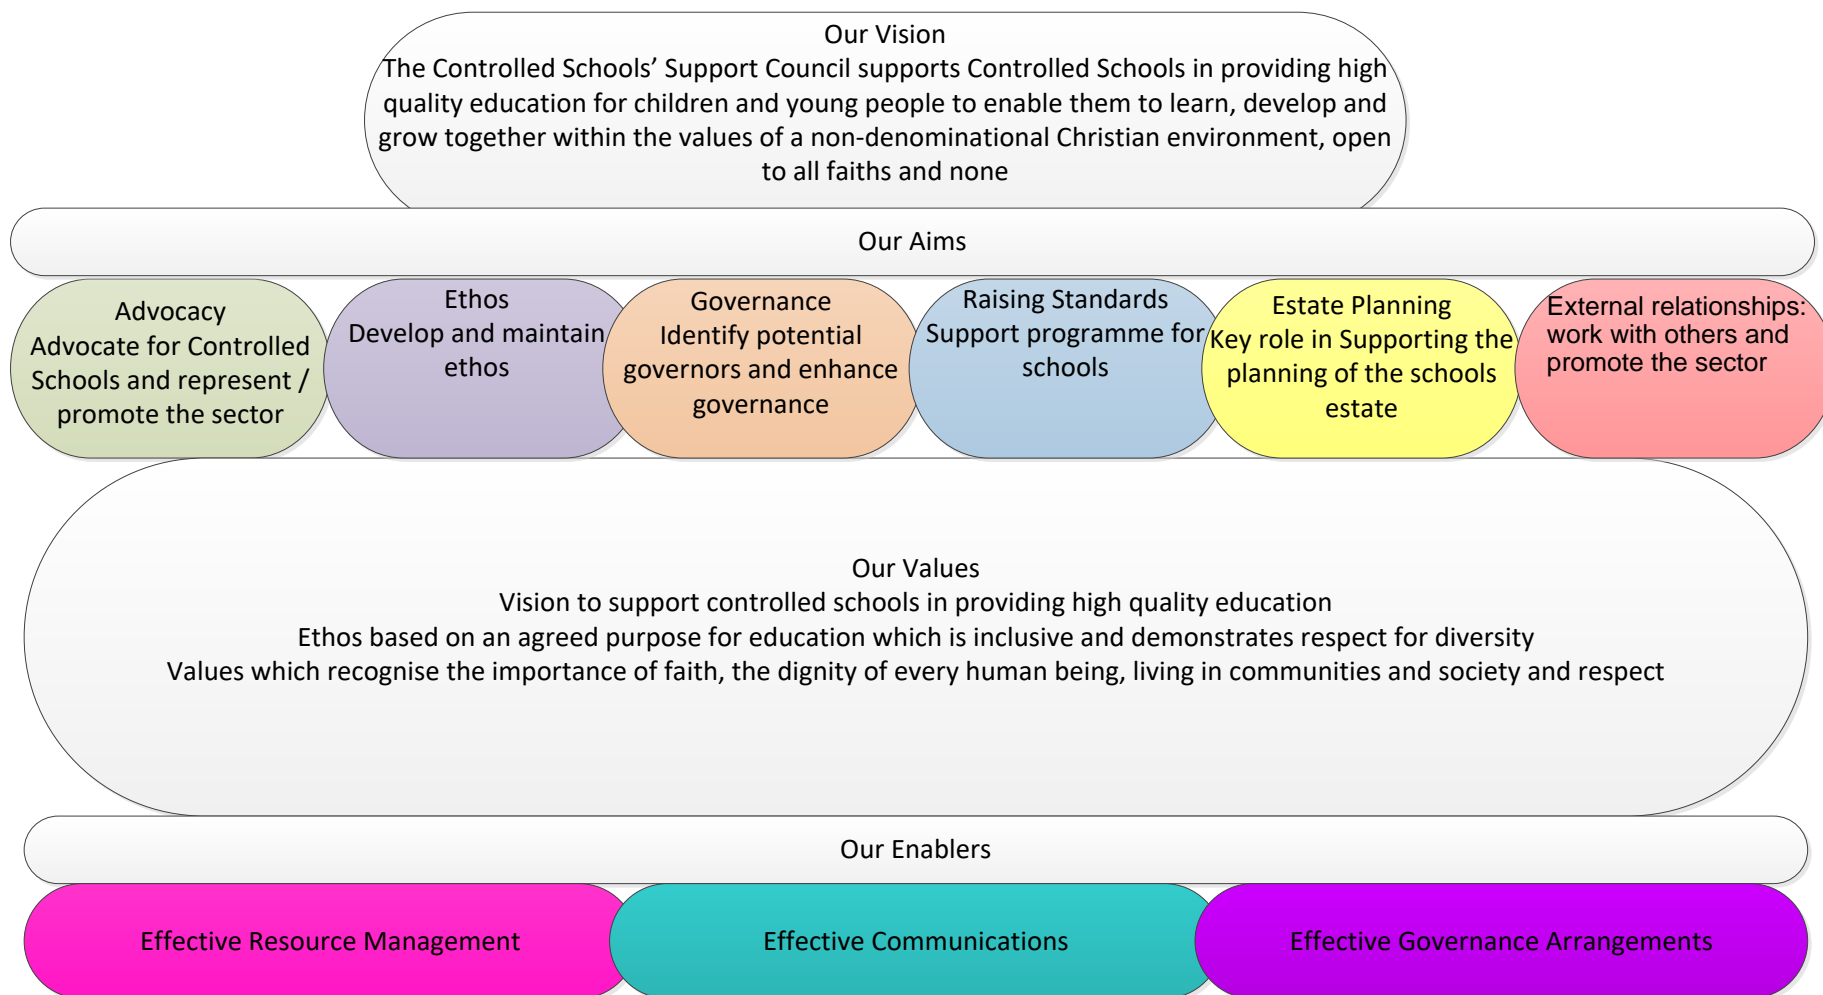 Our Vision
The Controlled Schools’ Support Council supports Controlled Schools in providing high
quality education for children and young people to enable them to learn, develop and
grow together within the values of a non-denominational Christian environment, open
to all faiths and none
Our Aims
Advocacy
Advocate for Controlled
Schools and represent /
promote the sector
Ethos
Develop and maintain
ethos
Governance
Identify potential
governors and enhance
governance
Raising Standards
Support programme for
schools
Estate Planning
Key role in Supporting the
planning of the schools
estate
External relationships:
work with others and
promote the sector
Our Values
Vision to support controlled schools in providing high quality education
Ethos based on an agreed purpose for education which is inclusive and demonstrates respect for diversity
Values which recognise the importance of faith, the dignity of every human being, living in communities and society and respect
Our Enablers
Effective Resource Management
Effective Communications
Effective Governance Arrangements